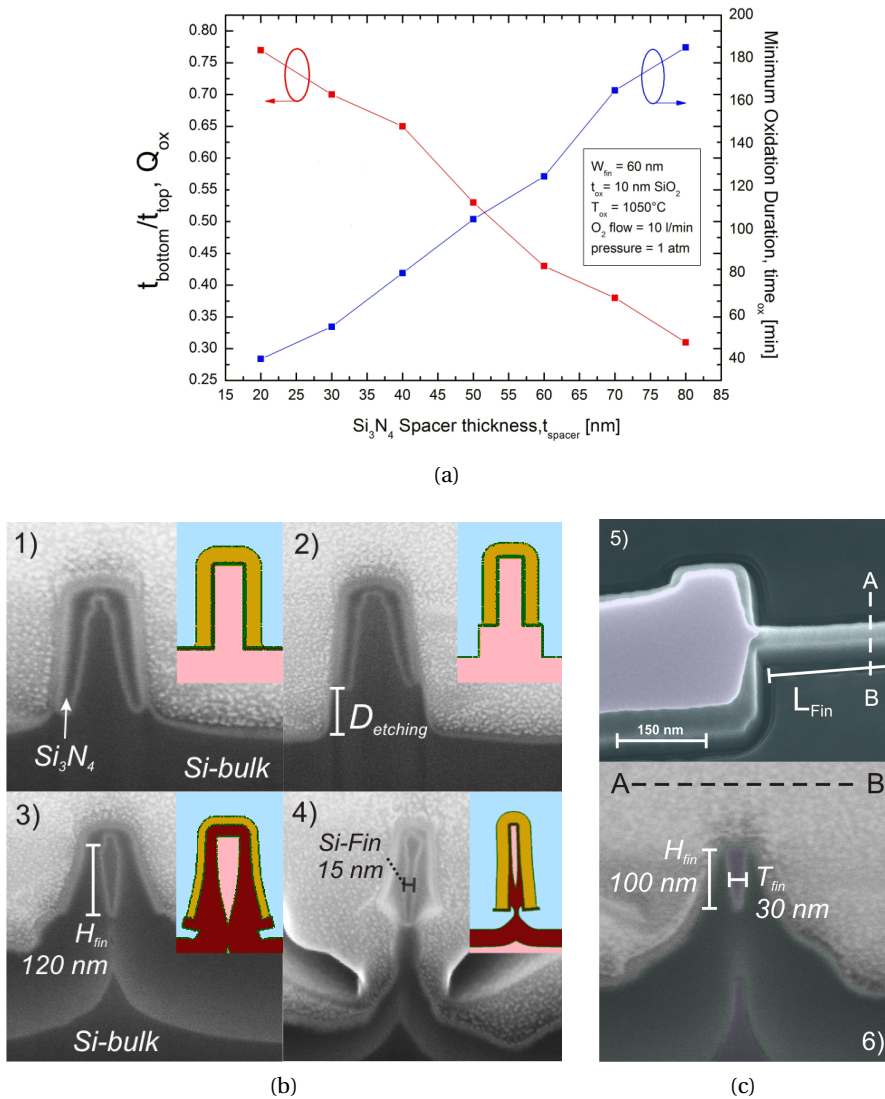 0.80
0.75
0.70
0.65
0.60
0.55
0.50
0.45
0.40
0.35
0.30
0.25
t_bottom/t_top, Q_ox
200
180
160
140
120
100
80
60
40
Minimum Oxidation Duration, time_ox [min]
W_fin = 60 nm
t_ox = 10 nm SiO₂
T_ox = 1050°C
O₂ flow = 10 l/min
pressure = 1 atm
15 20 25 30 35 40 45 50 55 60 65 70 75 80 85
Si₃N₄ Spacer thickness,t_spacer [nm]
(a)
1)
Si₃N₄
Si-bulk
2)
D_etching
3)
H_fin
120 nm
Si-bulk
4)
Si-Fin
15 nm
(b)
5)
A
B
L_Fin
150 nm
A
B
H_fin
100 nm
T_fin
30 nm
6)
(c)